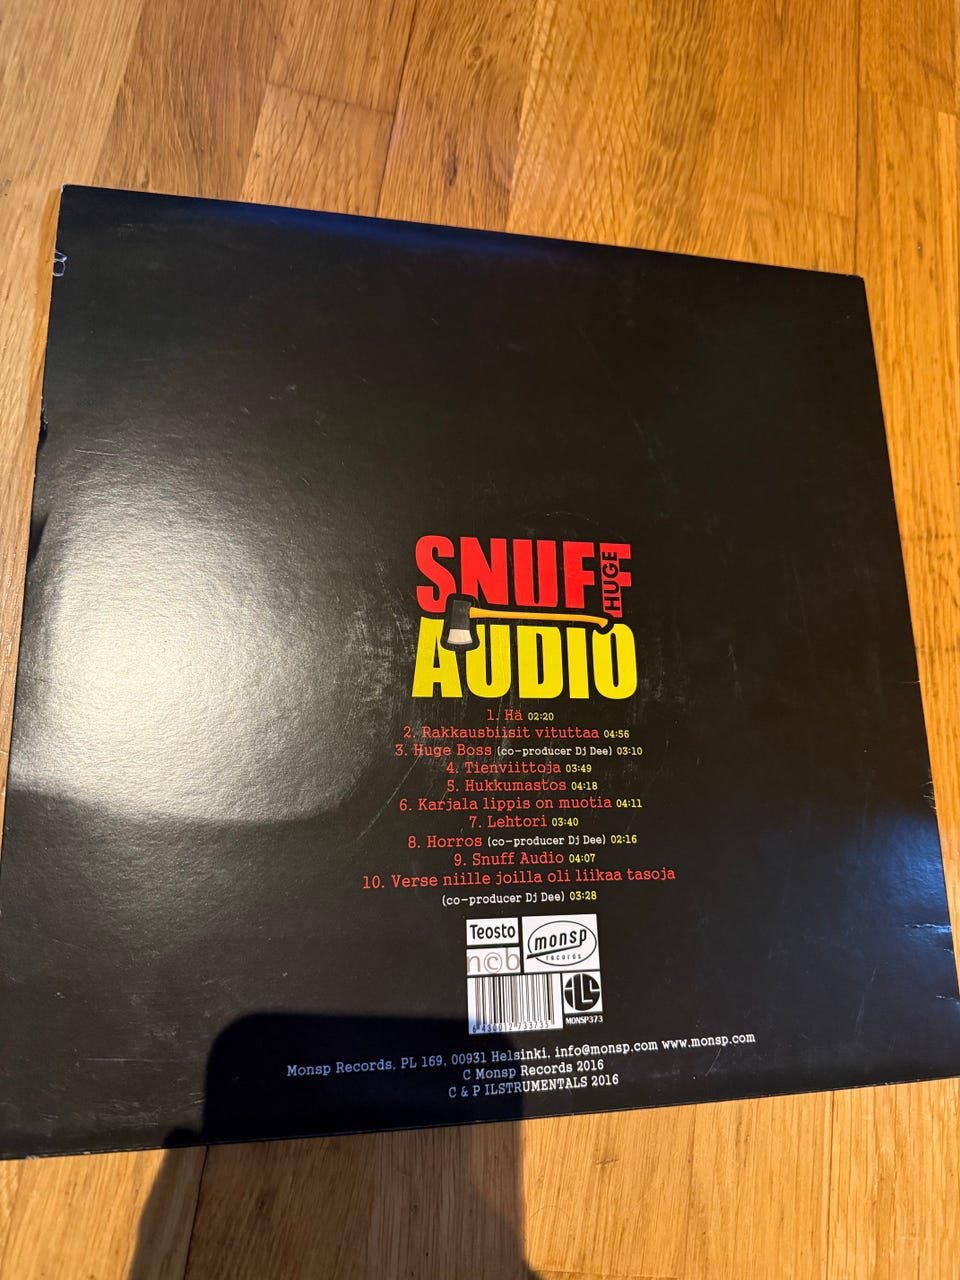 SNUFF
HUGE
AUDIO
1. Hä 02:20
2. Rakkausbiisit vituttaa 04:56
3. Huge Boss (co-producer Dj Dee) 03:10
4. Tienviittoja 03:49
5. Hukkumastos 04:18
6. Karjala lippis on muotia 04:11
7. Lehtori 03:40
8. Horros (co-producer Dj Dee) 02:16
9. Snuff Audio 04:07
10. Verse niille joilla oli liikaa tasoja
(co-producer Dj Dee) 03:28
Teosto
n©b
monsp
records
ILS
MONSP373
Monsp Records, PL 169, 00931 Helsinki. info@monsp.com www.monsp.com
C Monsp Records 2016
C & P ILSTRUMENTALS 2016